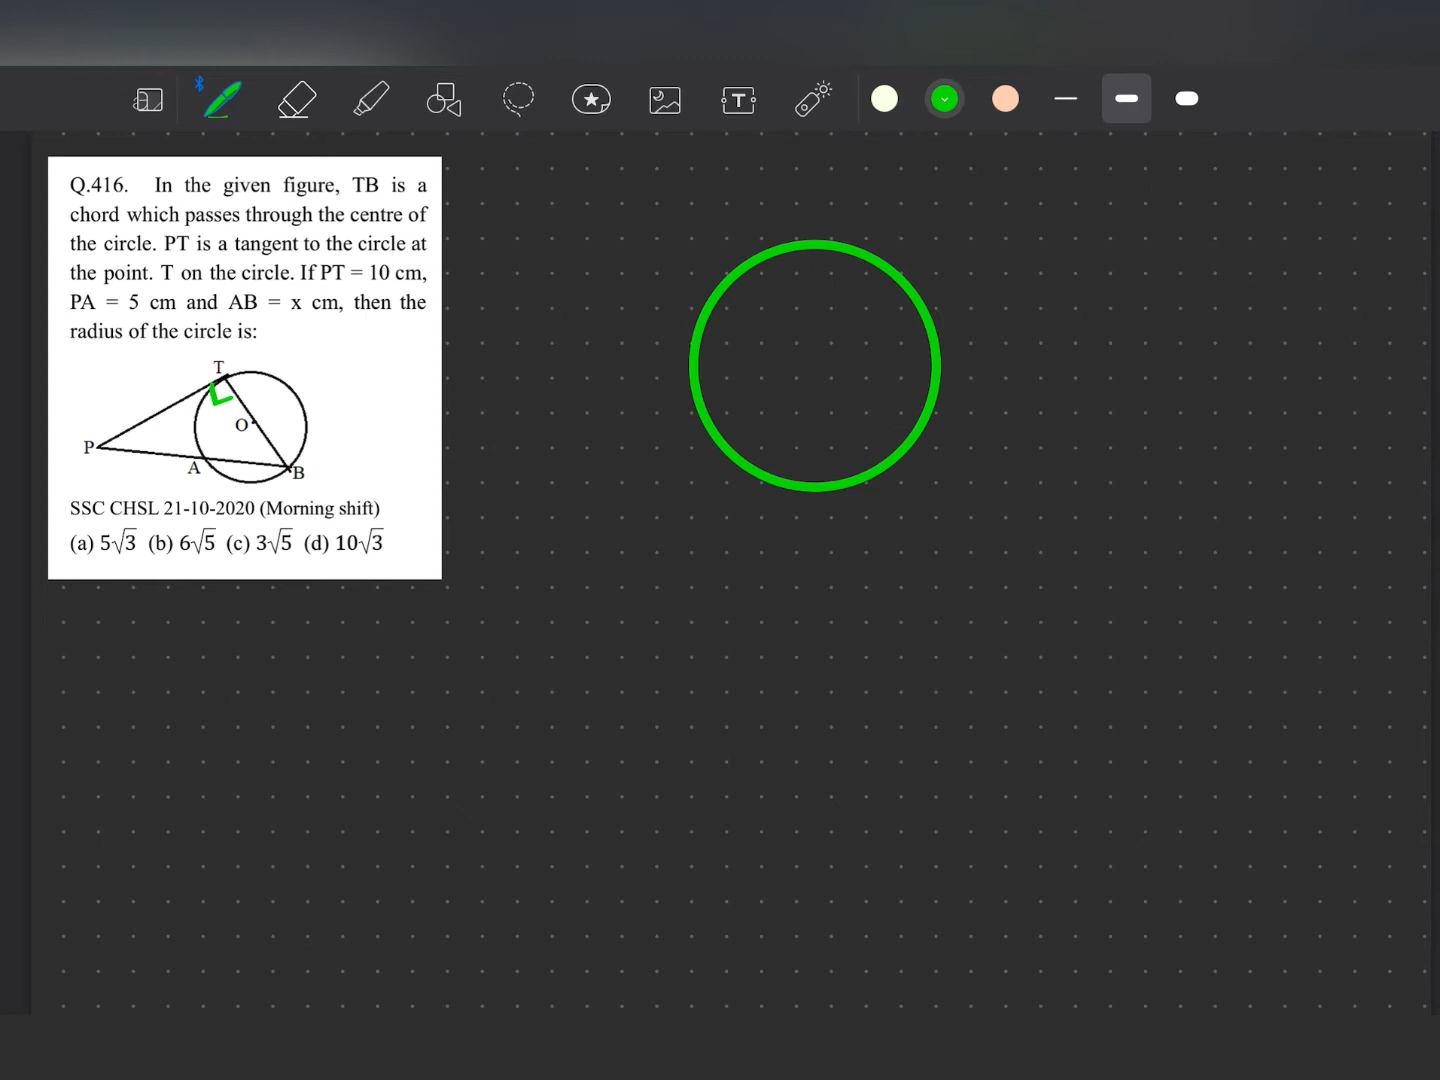 Q.416. In the given figure, TB is a
chord which passes through the centre of
the circle. PT is a tangent to the circle at
the point. T on the circle. If PT = 10 cm,
PA = 5 cm and AB = x cm, then the
radius of the circle is:
T
O
P
A
B
SSC CHSL 21-10-2020 (Morning shift)
(a) 5√3 (b) 6√5 (c) 3√5 (d) 10√3